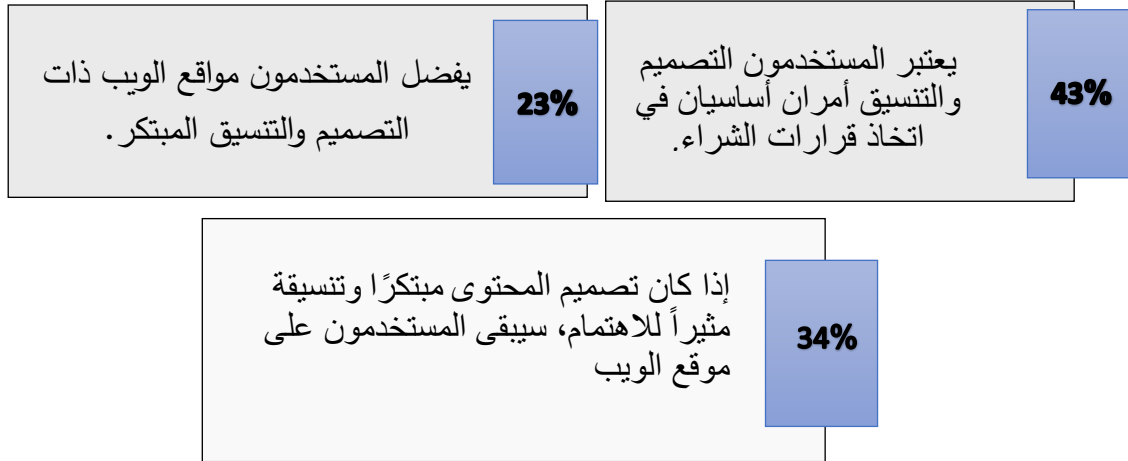 43%
يعتبر المستخدمون التصميم
والتنسيق أمران أساسيان في
اتخاذ قرارات الشراء.
23%
يفضل المستخدمون مواقع الويب ذات
التصميم والتنسيق المبتكر.
34%
إذا كان تصميم المحتوى مبتكرًا وتنسيقة
مثيراً للاهتمام، سيبقى المستخدمون على
موقع الويب